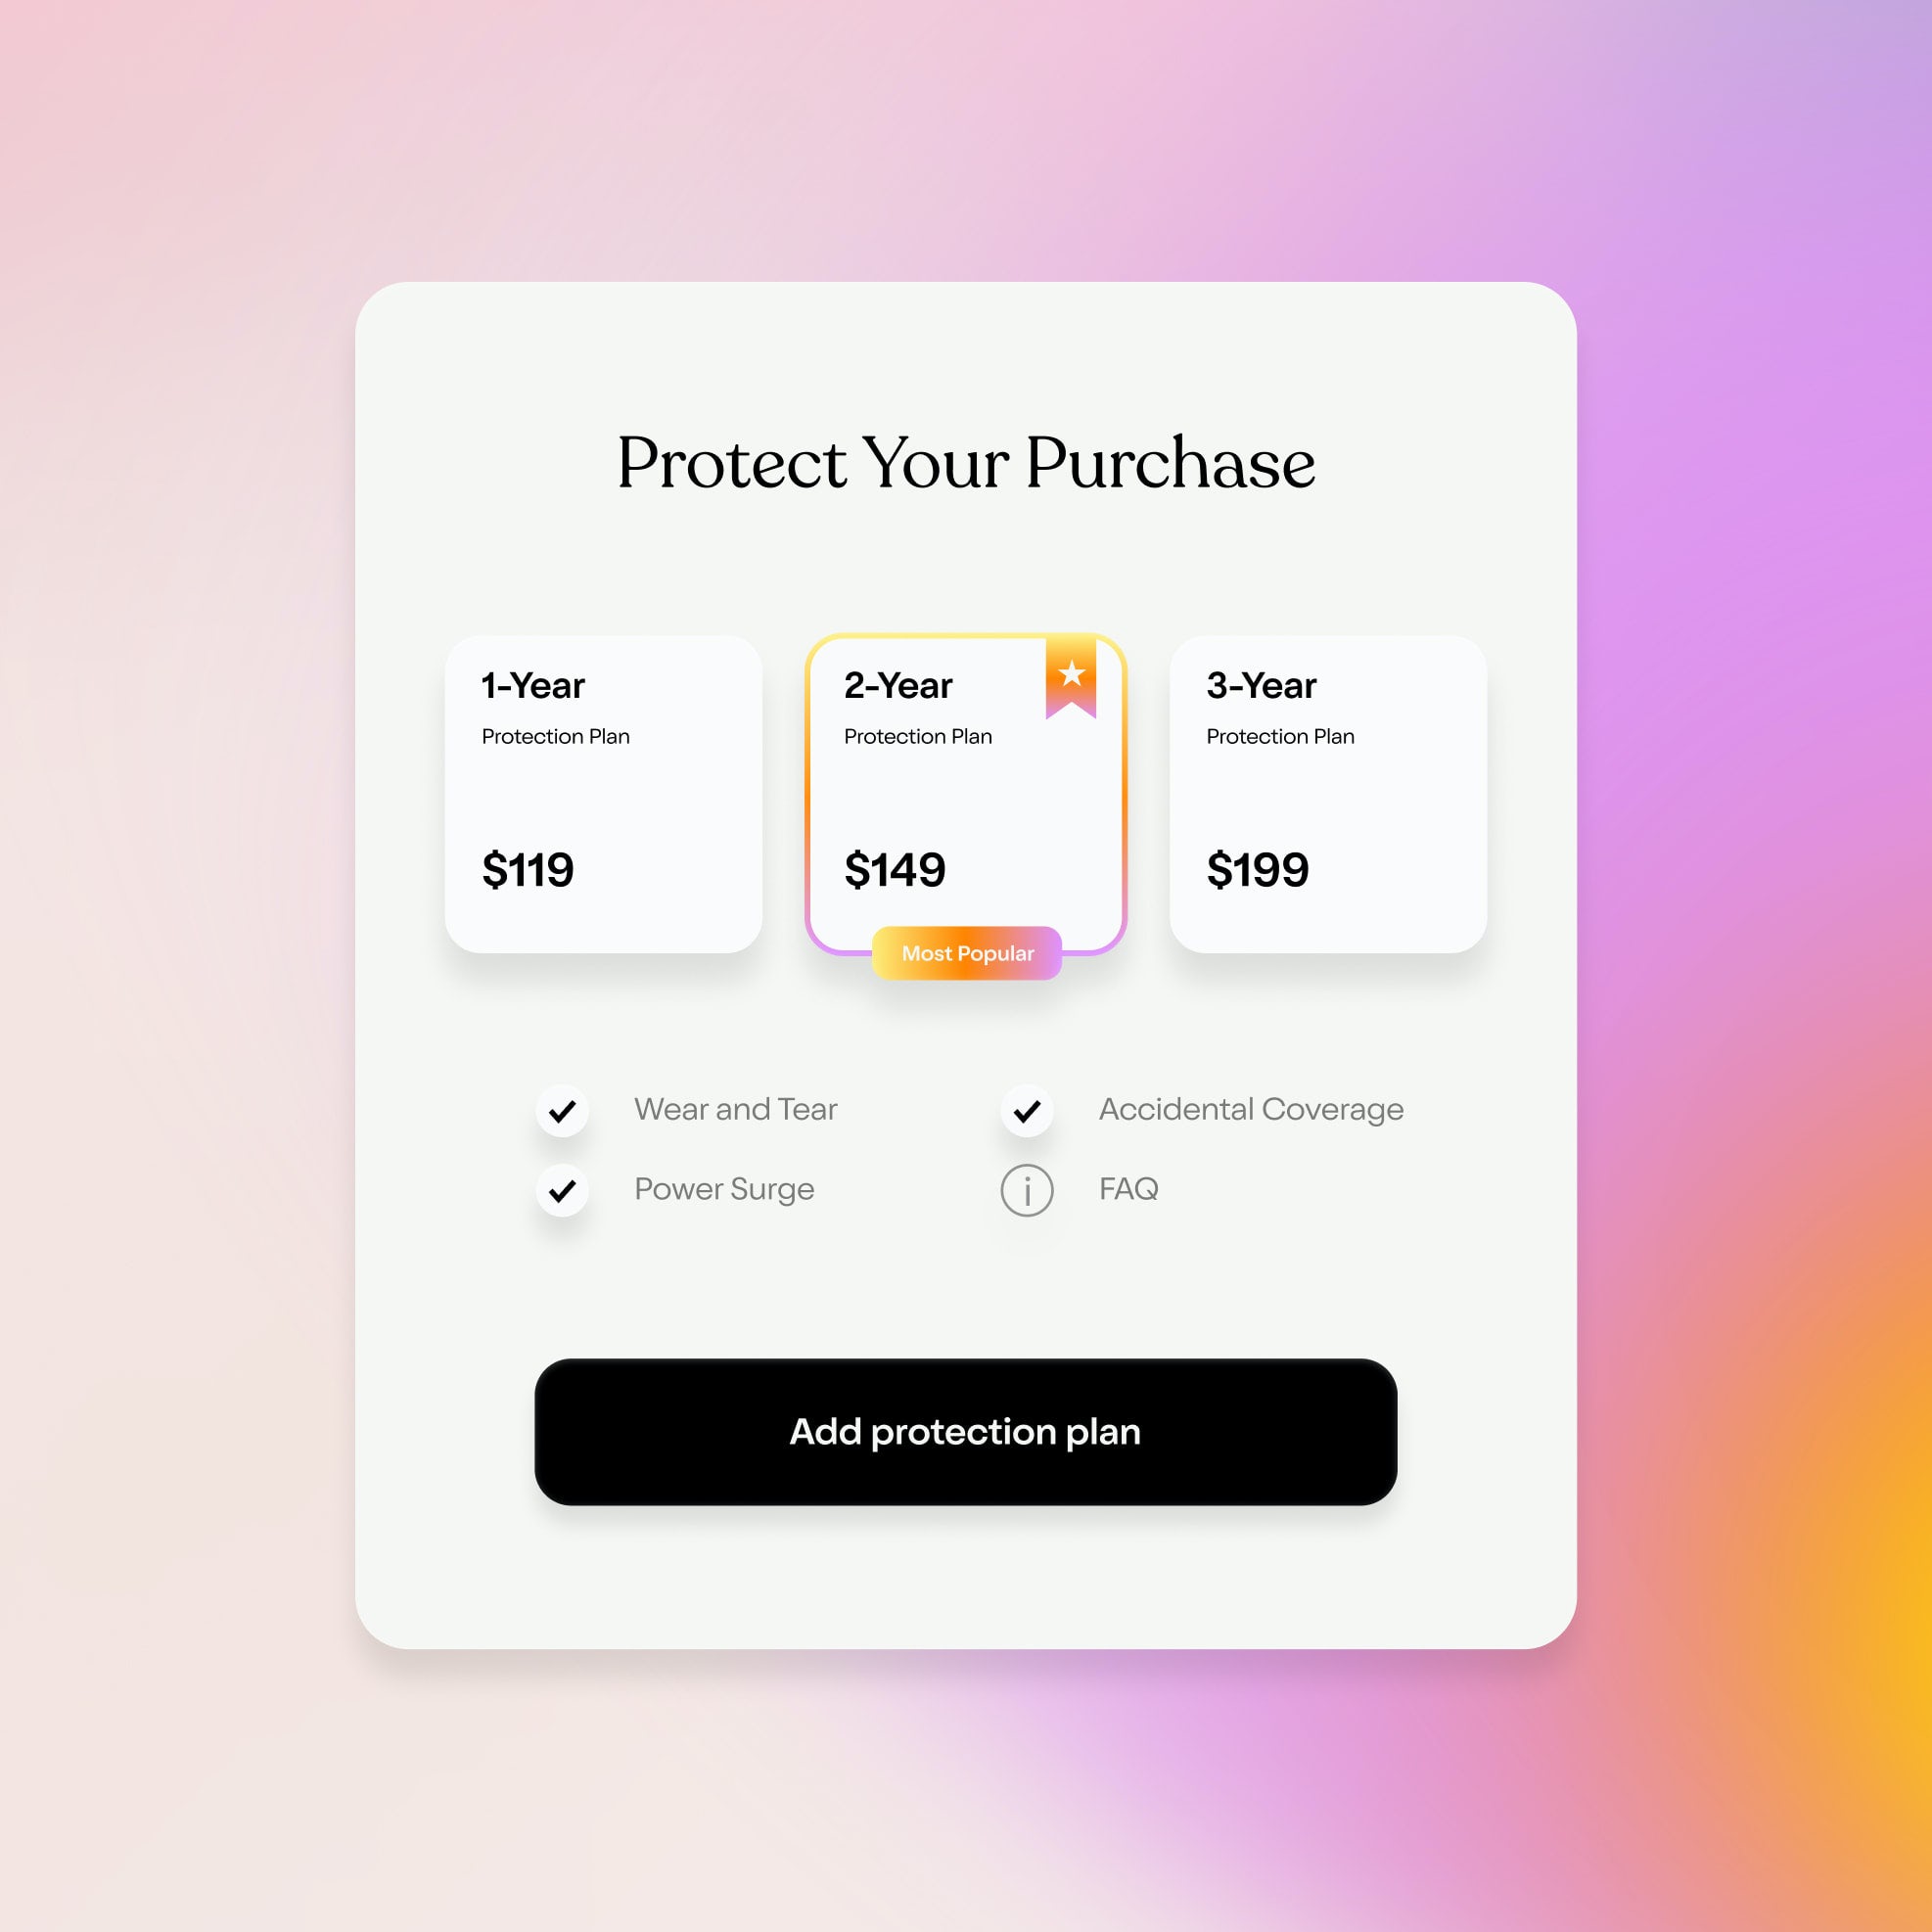 Protect Your Purchase
1-Year
Protection Plan
$119
2-Year
Protection Plan
$149
Most Popular
3-Year
Protection Plan
$199
Wear and Tear
Accidental Coverage
Power Surge
FAQ
Add protection plan